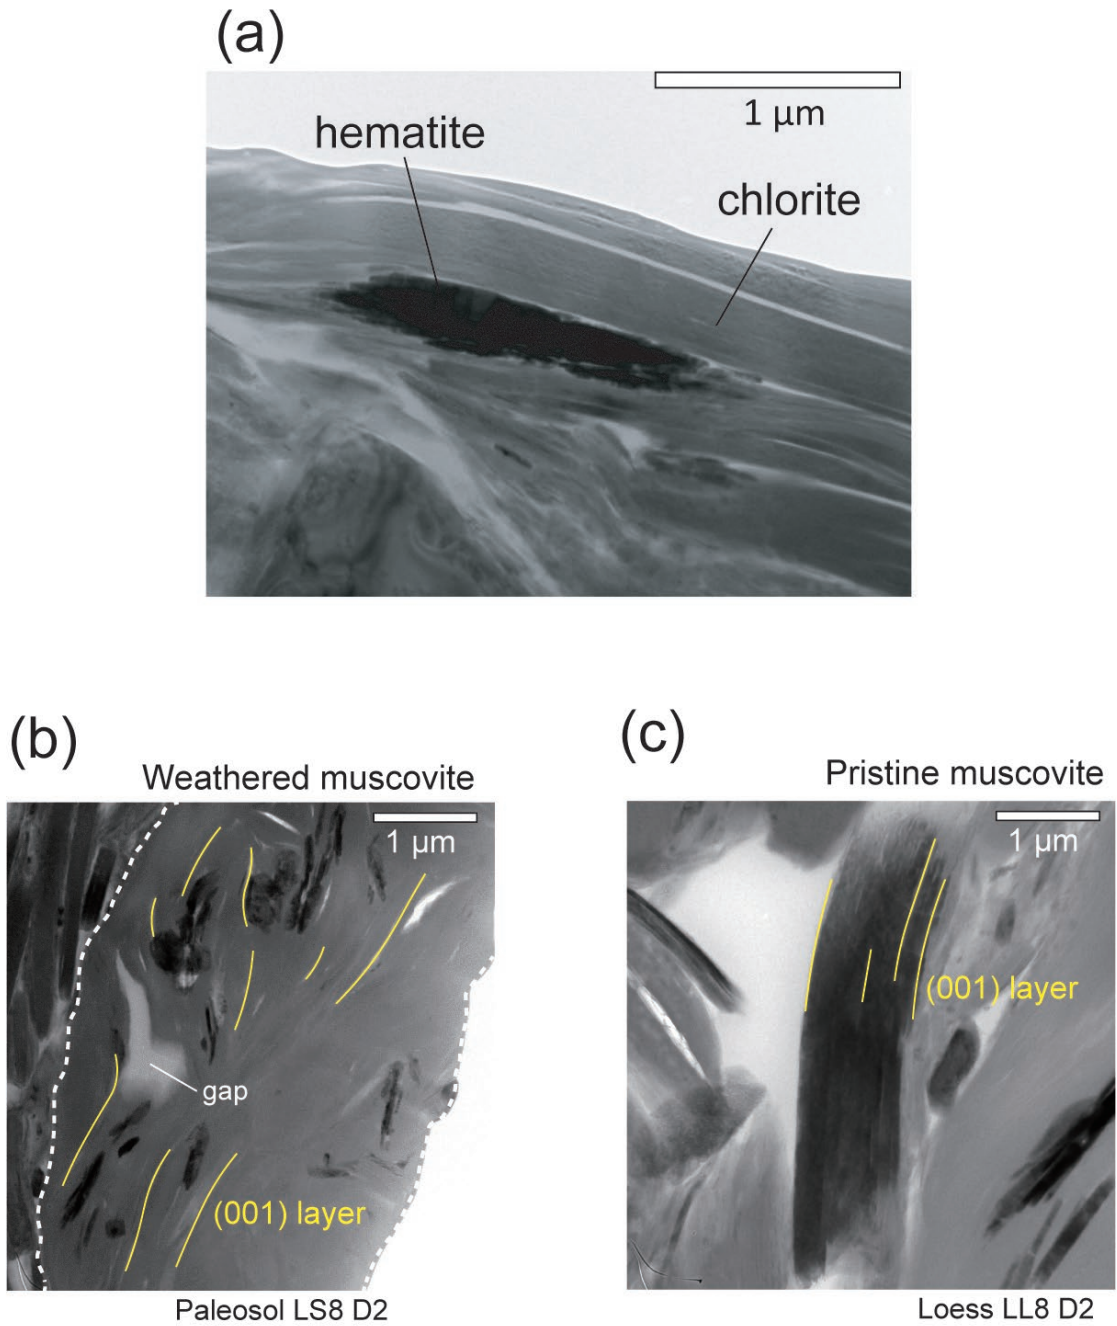 (a)
1 μm
hematite
chlorite
(b)
Weathered muscovite
1 μm
gap
(001) layer
Paleosol LS8 D2
(c)
Pristine muscovite
1 μm
(001) layer
Loess LL8 D2